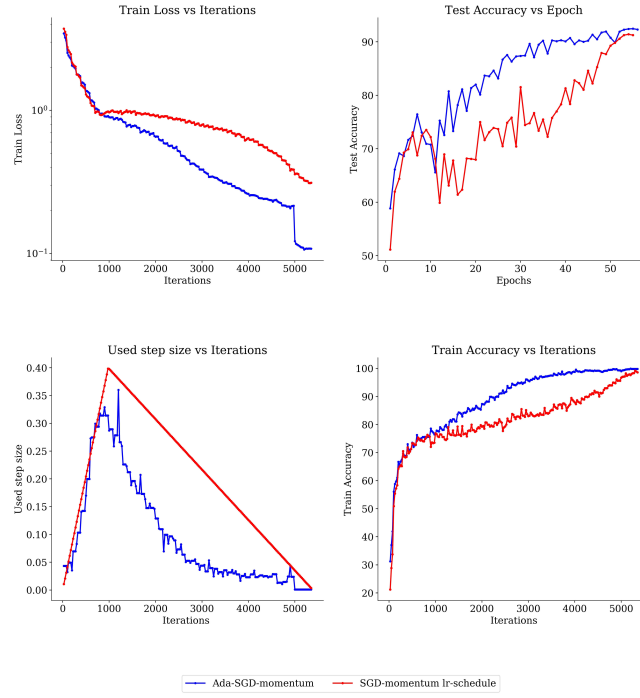 Train Loss vs Iterations
Train Loss
10⁰
10⁻¹
0 1000 2000 3000 4000 5000
Iterations
Test Accuracy vs Epoch
Test Accuracy
90
80
70
60
50
0 10 20 30 40 50
Epochs
Used step size vs Iterations
Used step size
0.40
0.35
0.30
0.25
0.20
0.15
0.10
0.05
0.00
0 1000 2000 3000 4000 5000
Iterations
Train Accuracy vs Iterations
Train Accuracy
100
90
80
70
60
50
40
30
20
0 1000 2000 3000 4000 5000
Iterations
Ada-SGD-momentum SGD-momentum lr-schedule